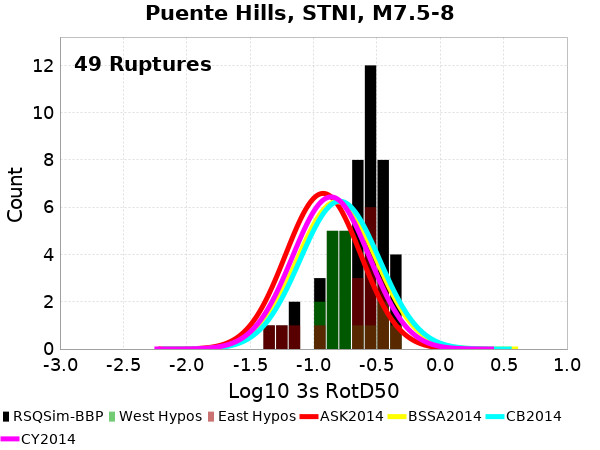 Puente Hills, STNI, M7.5-8
49 Ruptures
Count
12
10
8
6
4
2
0
-3.0 -2.5 -2.0 -1.5 -1.0 -0.5 0.0 0.5 1.0
Log10 3s RotD50
RSQSim-BBP West Hypos East Hypos ASK2014 BSSA2014 CB2014
CY2014